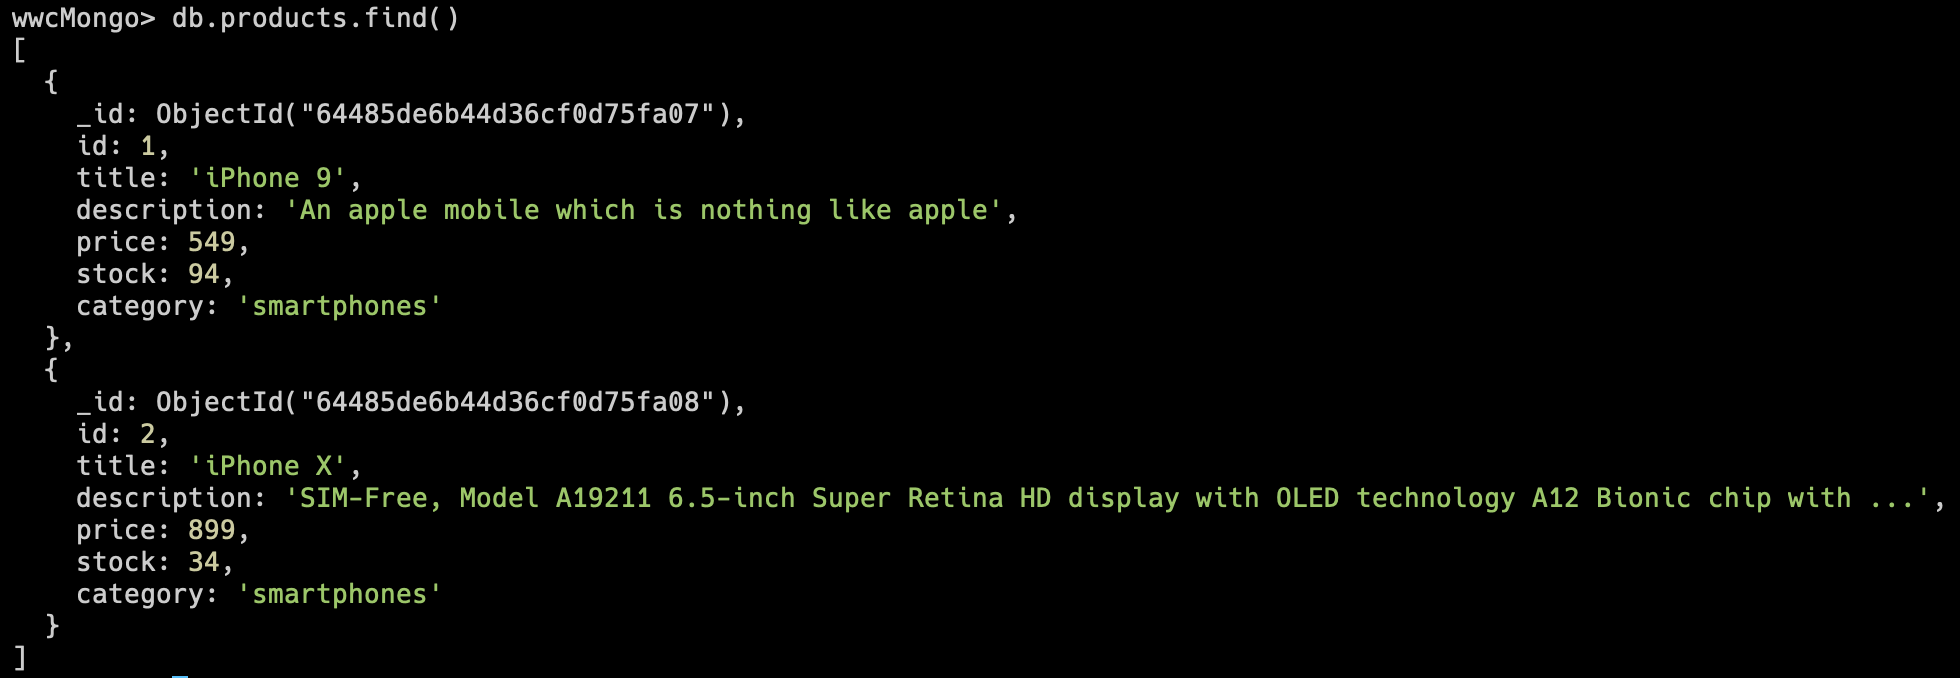 wwcMongo> db.products.find()
[
  {
    _id: ObjectId("64485de6b44d36cf0d75fa07"),
    id: 1,
    title: 'iPhone 9',
    description: 'An apple mobile which is nothing like apple',
    price: 549,
    stock: 94,
    category: 'smartphones'
  },
  {
    _id: ObjectId("64485de6b44d36cf0d75fa08"),
    id: 2,
    title: 'iPhone X',
    description: 'SIM-Free, Model A19211 6.5-inch Super Retina HD display with OLED technology A12 Bionic chip with ...',
    price: 899,
    stock: 34,
    category: 'smartphones'
  }
]